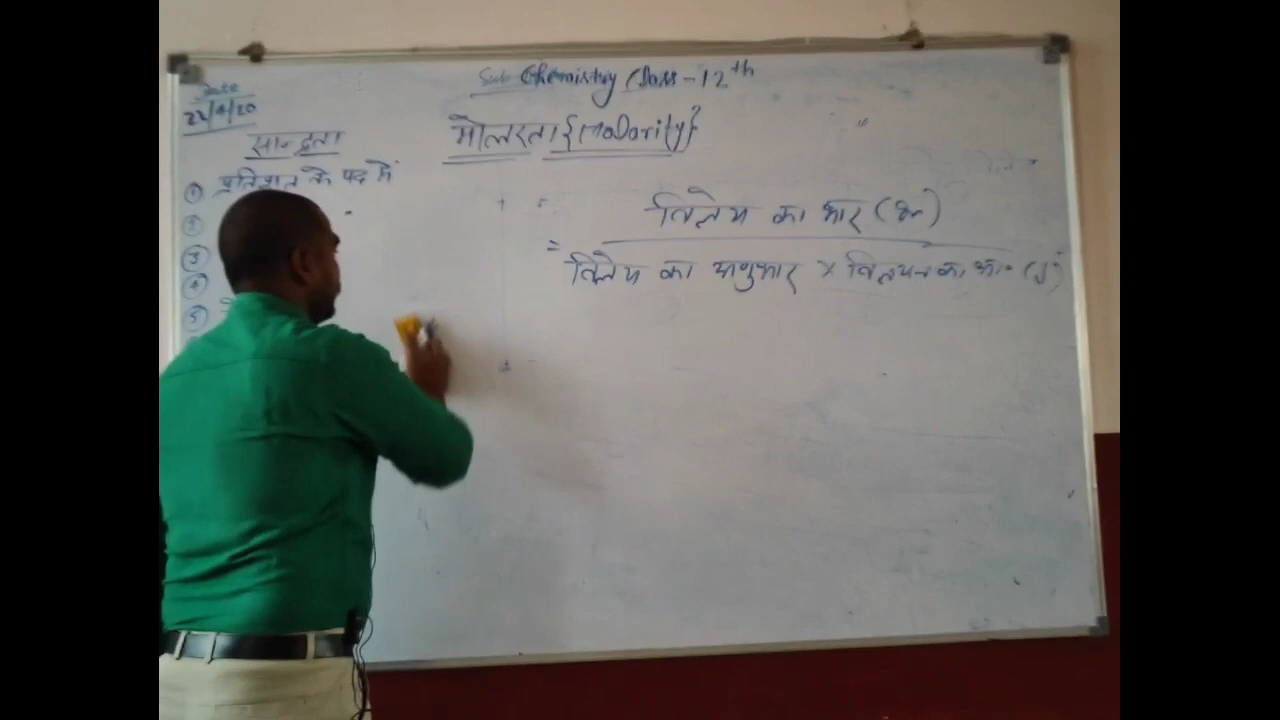 Sub Chemistry Class - 12th
Date
22/4/20
मोलरता {Molarity}
सान्द्रता
① प्रतिशत के पद में
②
③
④
⑤
विलेय का भार (ग्रा)
=
विलेय का अणुभार × विलयन का